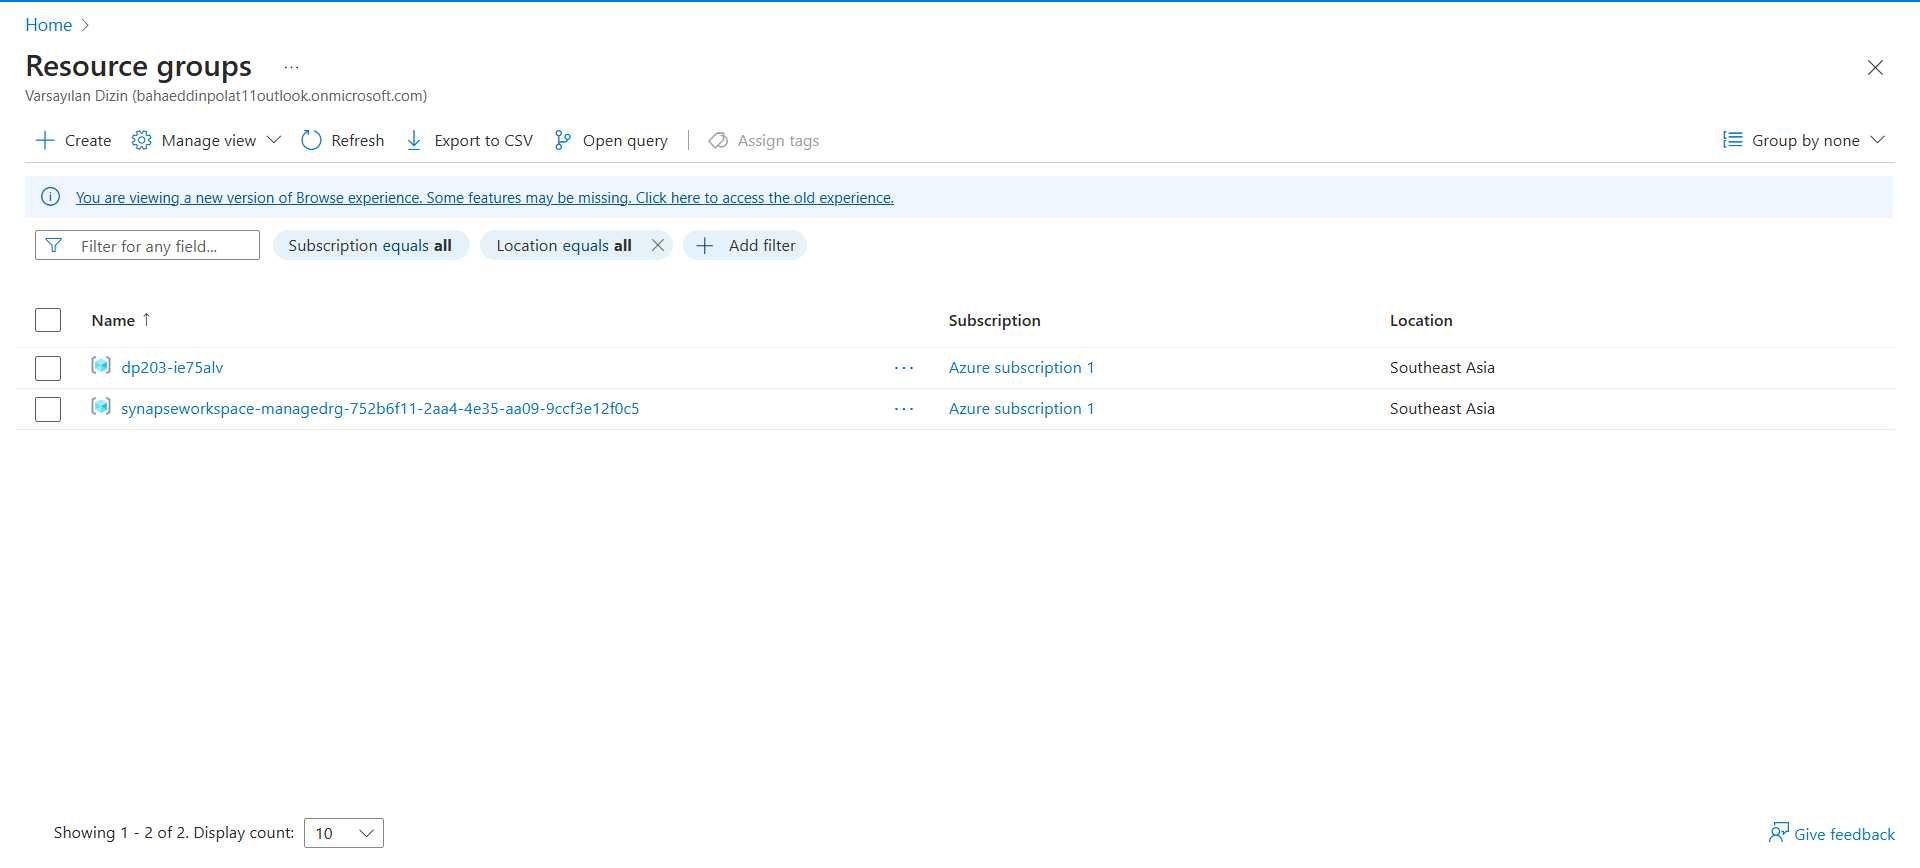 Home
Resource groups ...
Varsayılan Dizin (bahaeddinpolat11outlook.onmicrosoft.com)
Create Manage view Refresh Export to CSV Open query Assign tags Group by none
You are viewing a new version of Browse experience. Some features may be missing. Click here to access the old experience.
Filter for any field... Subscription equals all Location equals all Add filter
Name ↑ Subscription Location
dp203-ie75alv ... Azure subscription 1 Southeast Asia
synapseworkspace-managedrg-752b6f11-2aa4-4e35-aa09-9ccf3e12f0c5 ... Azure subscription 1 Southeast Asia
Showing 1 - 2 of 2. Display count: 10 Give feedback